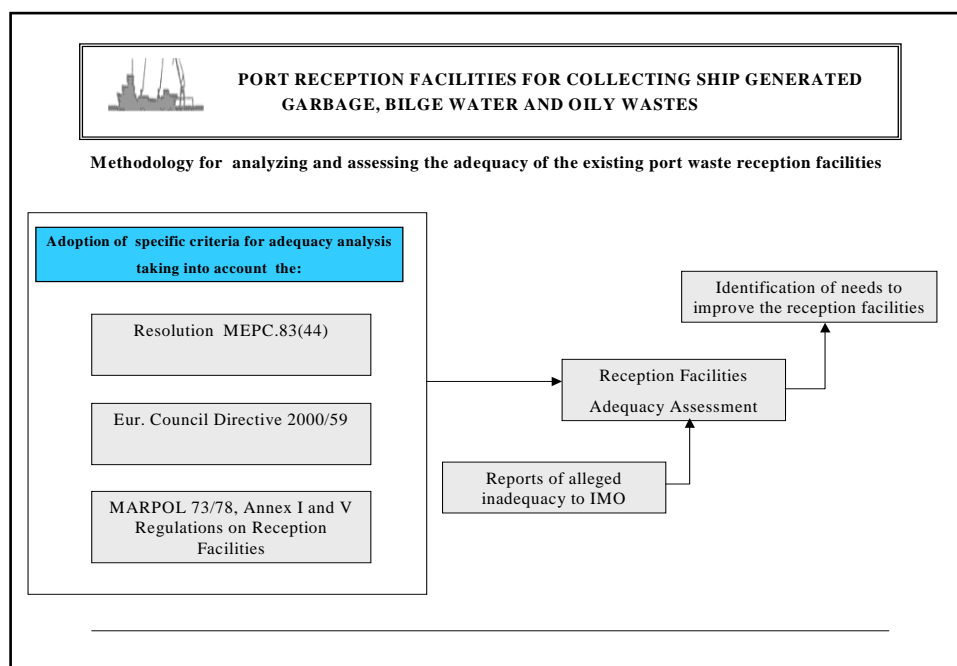 PORT RECEPTION FACILITIES FOR COLLECTING SHIP GENERATED
GARBAGE, BILGE WATER AND OILY WASTES
Methodology for analyzing and assessing the adequacy of the existing port waste reception facilities
Adoption of specific criteria for adequacy analysis
taking into account the:
Resolution MEPC.83(44)
Eur. Council Directive 2000/59
MARPOL 73/78, Annex I and V
Regulations on Reception
Facilities
Reception Facilities
Adequacy Assessment
Reports of alleged
inadequacy to IMO
Identification of needs to
improve the reception facilities